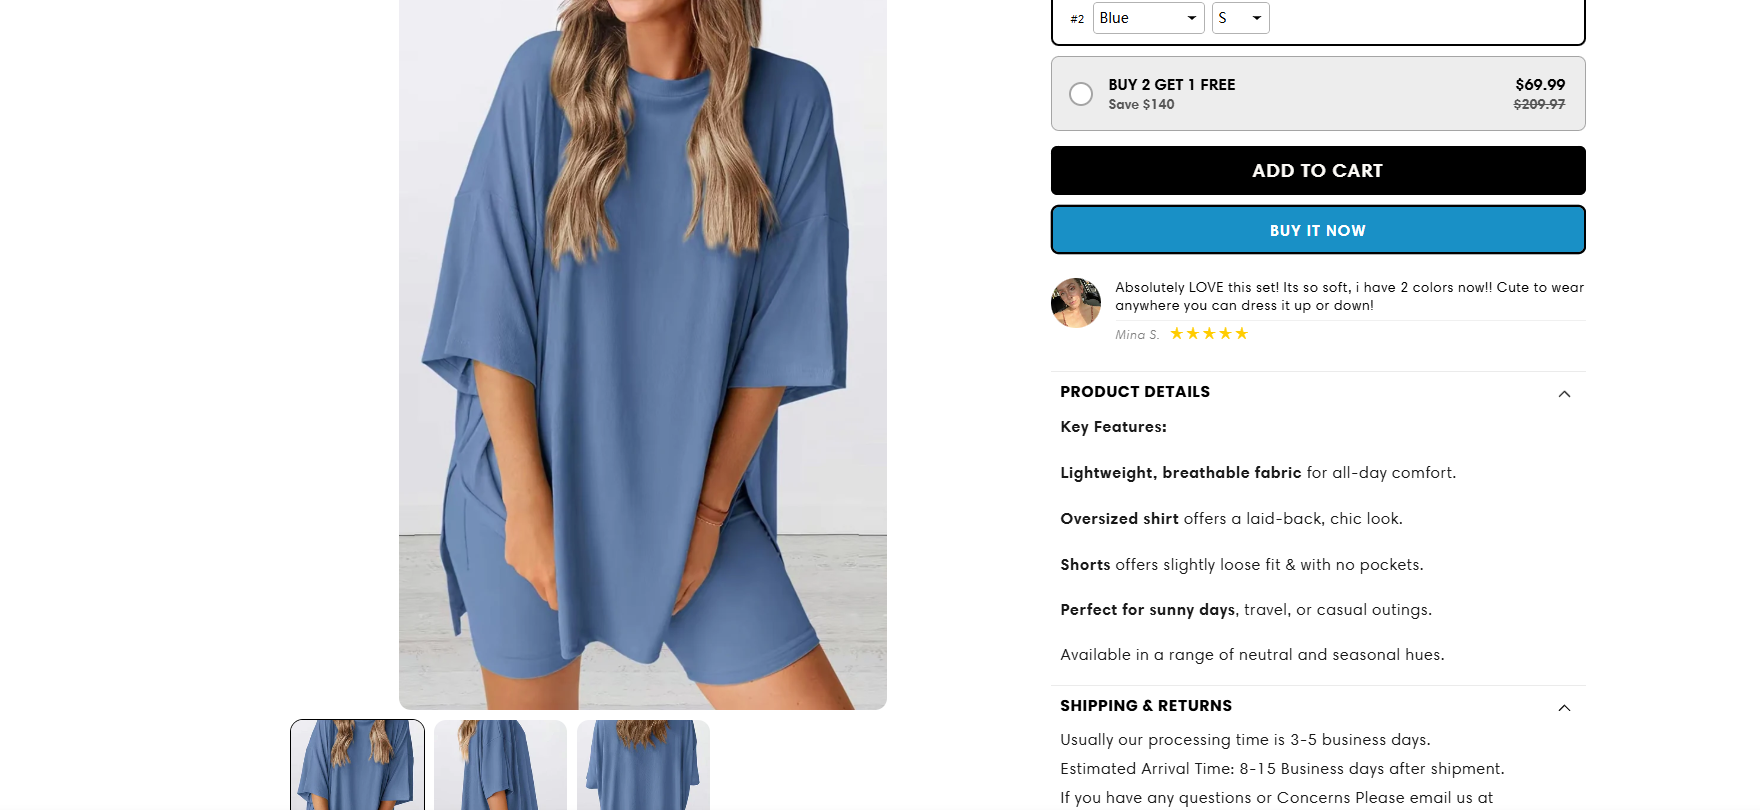 #2 Blue S
BUY 2 GET 1 FREE
Save $140
$69.99
$209.97
ADD TO CART
BUY IT NOW
Absolutely LOVE this set! Its so soft, i have 2 colors now!! Cute to wear
anywhere you can dress it up or down!
Mina S. ★★★★★
PRODUCT DETAILS
Key Features:
Lightweight, breathable fabric for all-day comfort.
Oversized shirt offers a laid-back, chic look.
Shorts offers slightly loose fit & with no pockets.
Perfect for sunny days, travel, or casual outings.
Available in a range of neutral and seasonal hues.
SHIPPING & RETURNS
Usually our processing time is 3-5 business days.
Estimated Arrival Time: 8-15 Business days after shipment.
If you have any questions or Concerns Please email us at